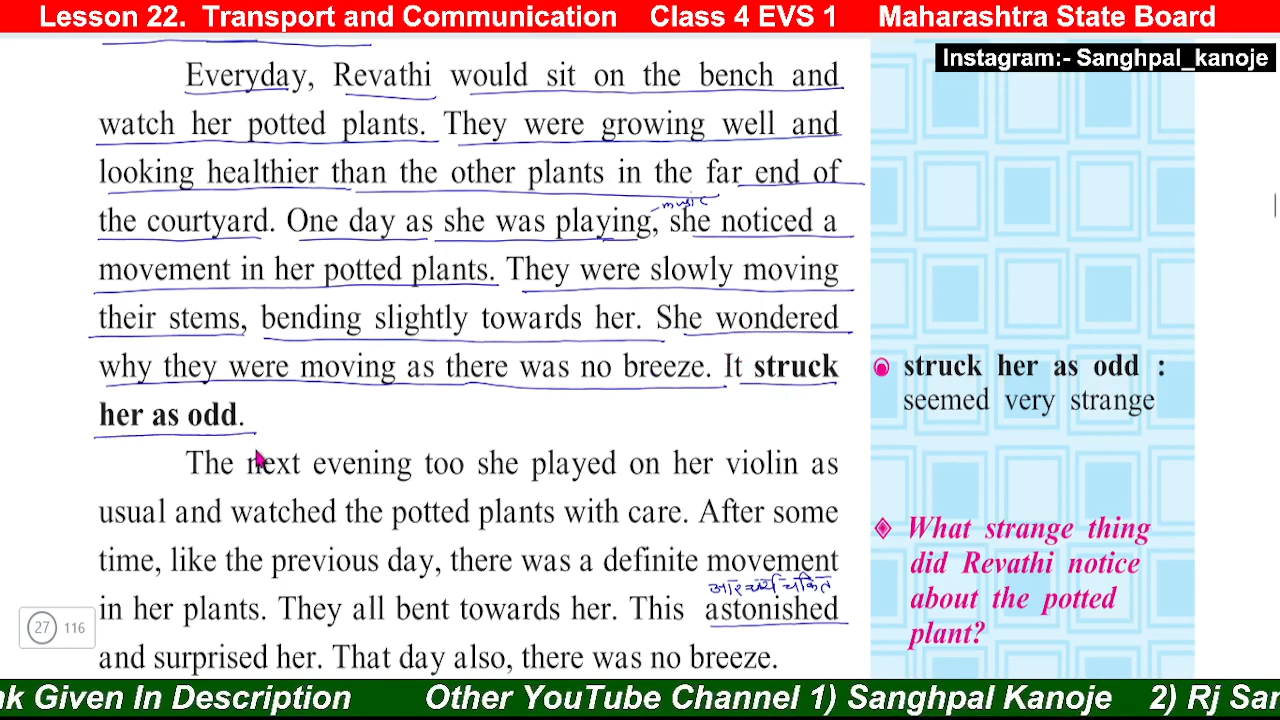 Lesson 22. Transport and Communication Class 4 EVS 1 Maharashtra State Board
Instagram:- Sanghpal_kanoje
Everyday, Revathi would sit on the bench and
watch her potted plants. They were growing well and
looking healthier than the other plants in the far end of
music
the courtyard. One day as she was playing, she noticed a
movement in her potted plants. They were slowly moving
their stems, bending slightly towards her. She wondered
why they were moving as there was no breeze. It struck
her as odd.
struck her as odd :
seemed very strange
The next evening too she played on her violin as
usual and watched the potted plants with care. After some
time, like the previous day, there was a definite movement
आश्चर्यचकित
in her plants. They all bent towards her. This astonished
and surprised her. That day also, there was no breeze.
What strange thing
did Revathi notice
about the potted
plant?
27 116
nk Given In Description Other YouTube Channel 1) Sanghpal Kanoje 2) Rj San